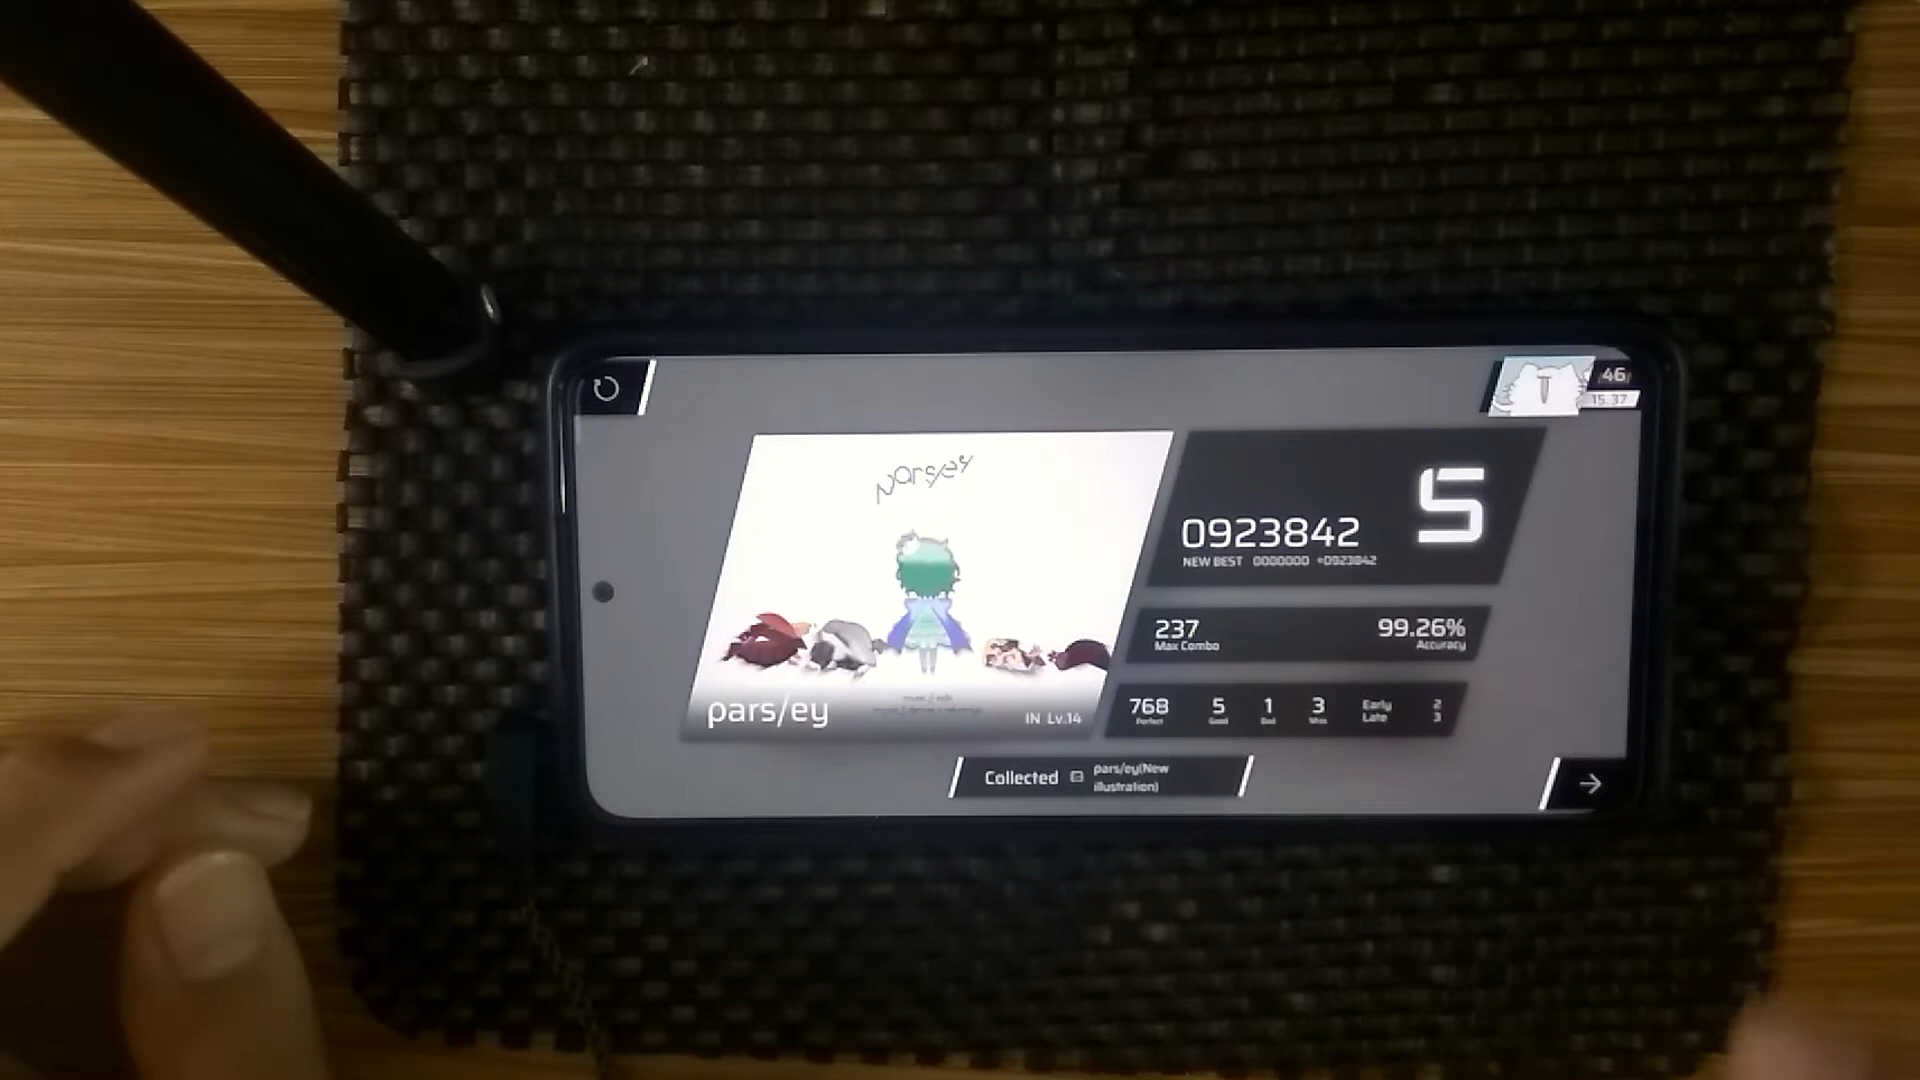 46
15.37
Nars/ey
S
0923842
NEW BEST 0000000 +0923842
237
Max Combo
99.26%
Accuracy
768 5 1 3
Perfect Good Bad Miss
Early 2
Late 3
pars/ey
IN Lv.14
Collected
pars/ey(New
illustration)